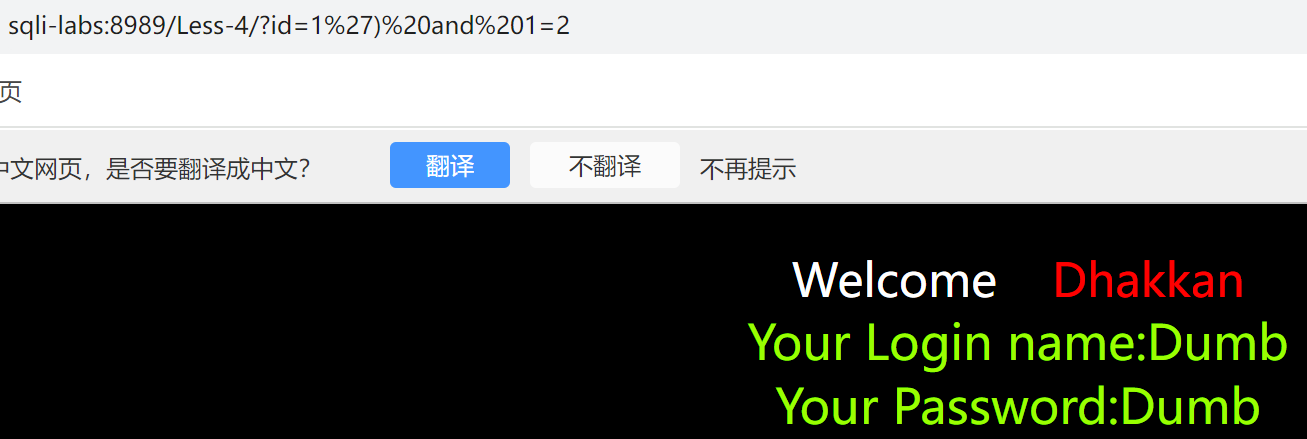 sqli-labs:8989/Less-4/?id=1%27)%20and%201=2
页
中文网页，是否要翻译成中文？ 翻译 不翻译 不再提示
Welcome Dhakkan
Your Login name:Dumb
Your Password:Dumb